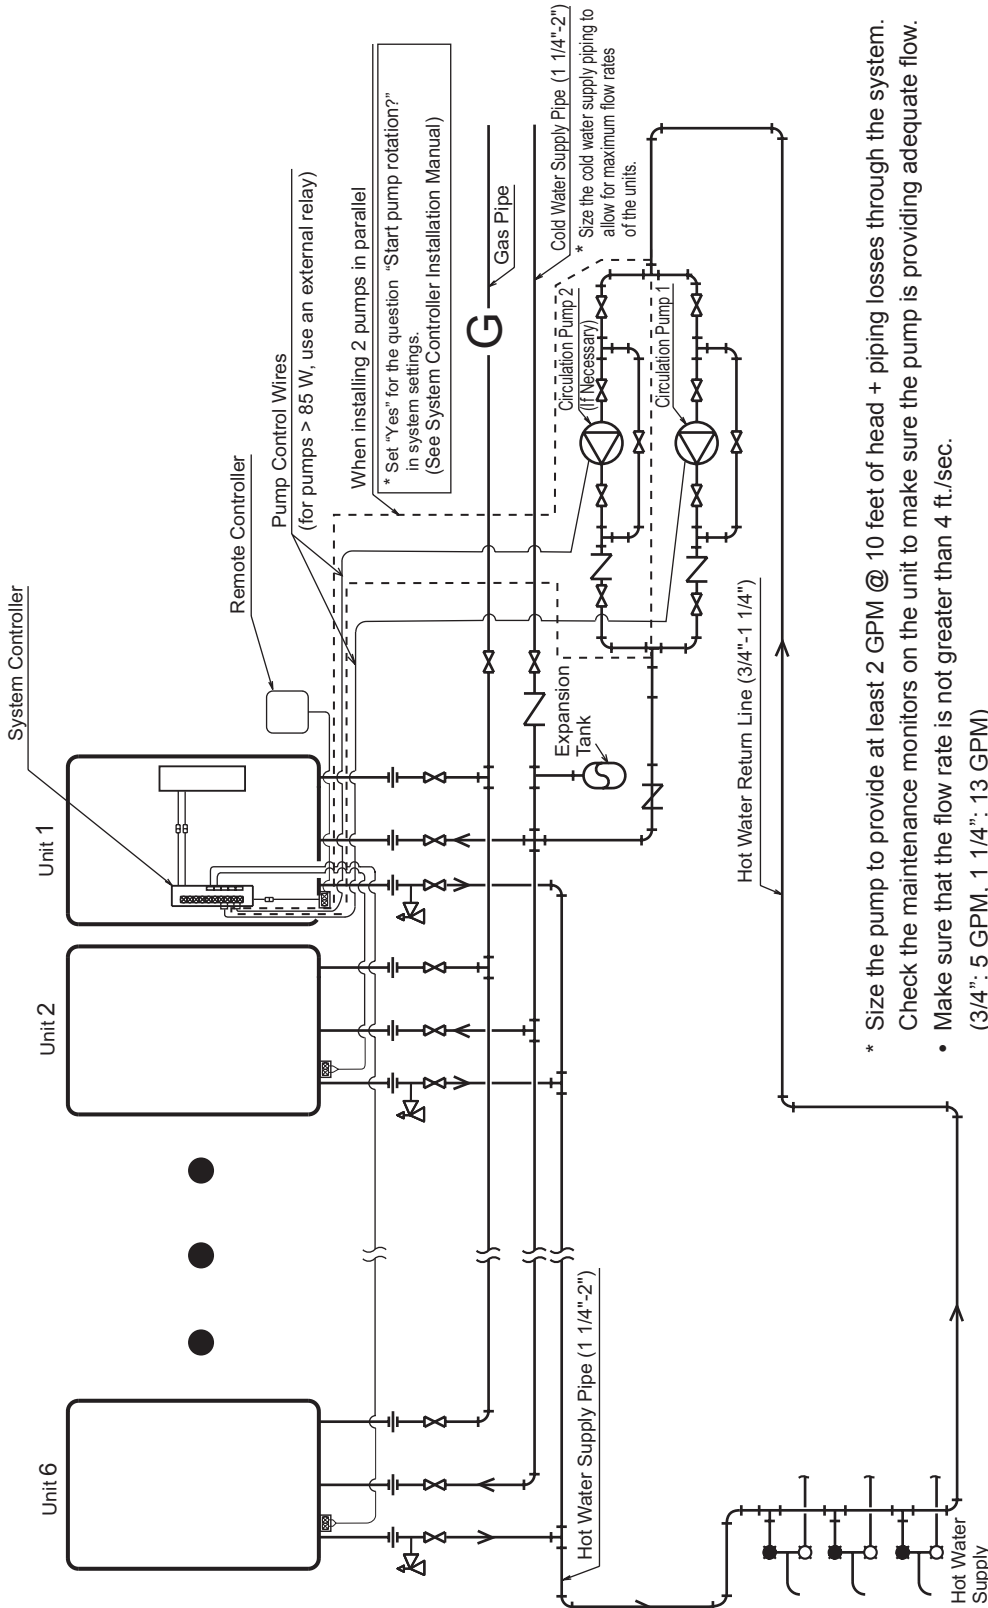 System Controller
Remote Controller
Pump Control Wires
(for pumps > 85 W, use an external relay)
When installing 2 pumps in parallel
* Set “Yes” for the question “Start pump rotation?”
in system settings.
(See System Controller Installation Manual)
Unit 1
Unit 2
Unit 6
G
Gas Pipe
Cold Water Supply Pipe (1 1/4"-2")
* Size the cold water supply piping to
allow for maximum flow rates
of the units.
Circulation Pump 2
(If Necessary)
Circulation Pump 1
Expansion
Tank
Hot Water Return Line (3/4"-1 1/4")
Hot Water Supply Pipe (1 1/4"-2")
Hot Water
Supply
* Size the pump to provide at least 2 GPM @ 10 feet of head + piping losses through the system.
Check the maintenance monitors on the unit to make sure the pump is providing adequate flow.
• Make sure that the flow rate is not greater than 4 ft./sec.
(3/4”: 5 GPM, 1 1/4”: 13 GPM)